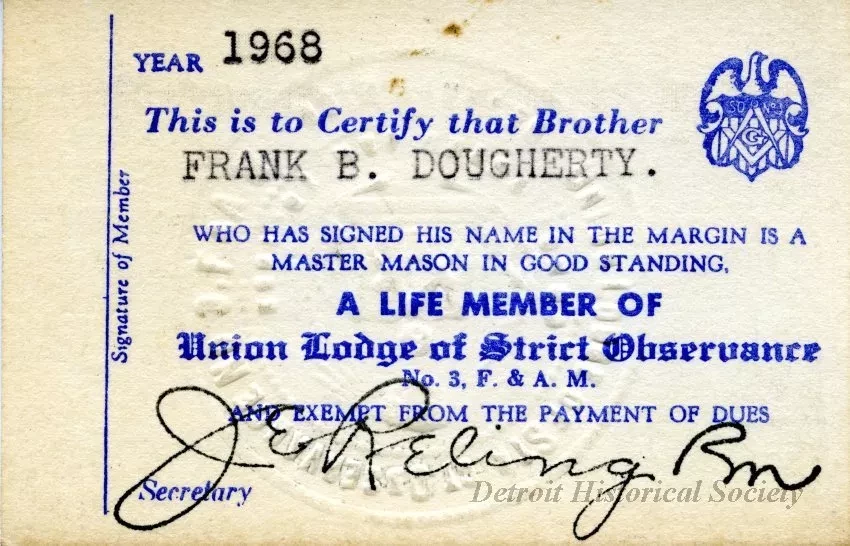 YEAR 1968
This is to Certify that Brother
FRANK B. DOUGHERTY.
WHO HAS SIGNED HIS NAME IN THE MARGIN IS A
MASTER MASON IN GOOD STANDING,
A LIFE MEMBER OF
Union Lodge of Strict Observance
No. 3, F. & A. M.
AND EXEMPT FROM THE PAYMENT OF DUES
J E Reling
Secretary
Signature of Member
Detroit Historical Society